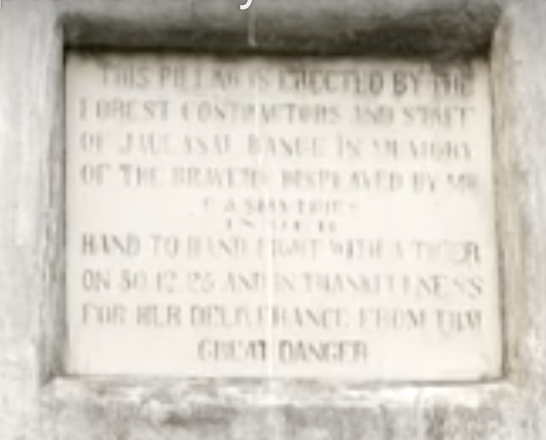 THIS PILLAR IS ERECTED BY THE
FOREST CONTRACTORS AND STAFF
OF RANGE IN MEMORY
OF THE BRAVERY DISPLAYED BY
HAND TO HAND FIGHT WITH A TIGER
ON 30.12.25 AND IN THANKFULNESS
FOR HER DELIVERANCE FROM THAT
GREAT DANGER